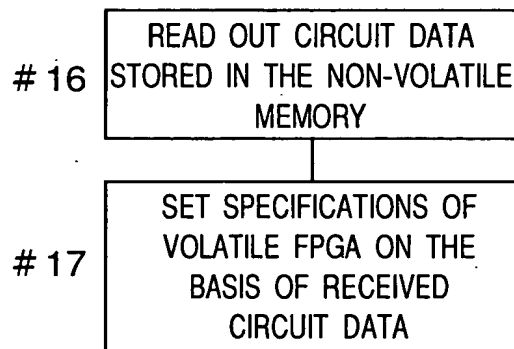 READ OUT CIRCUIT DATA
# 16 STORED IN THE NON-VOLATILE
MEMORY
SET SPECIFICATIONS OF
VOLATILE FPGA ON THE
# 17 BASIS OF RECEIVED
CIRCUIT DATA